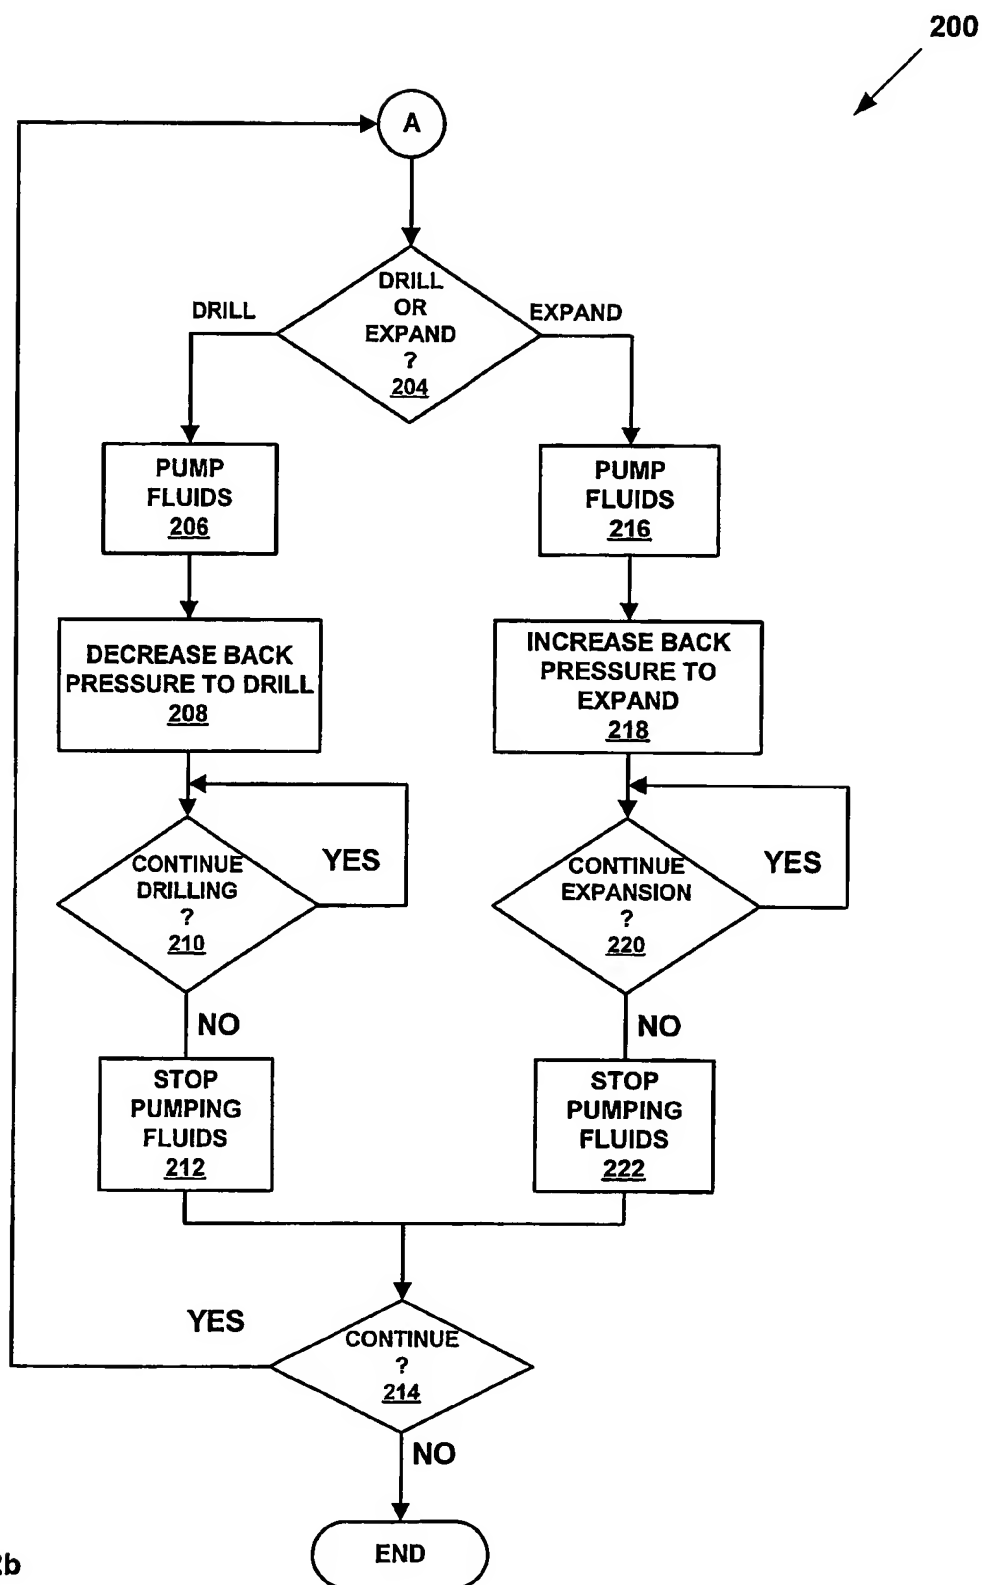 200
A
DRILL
OR
EXPAND
?
204
DRILL
EXPAND
PUMP
FLUIDS
206
PUMP
FLUIDS
216
DECREASE BACK
PRESSURE TO DRILL
208
INCREASE BACK
PRESSURE TO
EXPAND
218
CONTINUE
DRILLING
?
210
YES
CONTINUE
EXPANSION
?
220
YES
NO
NO
STOP
PUMPING
FLUIDS
212
STOP
PUMPING
FLUIDS
222
YES
CONTINUE
?
214
NO
END